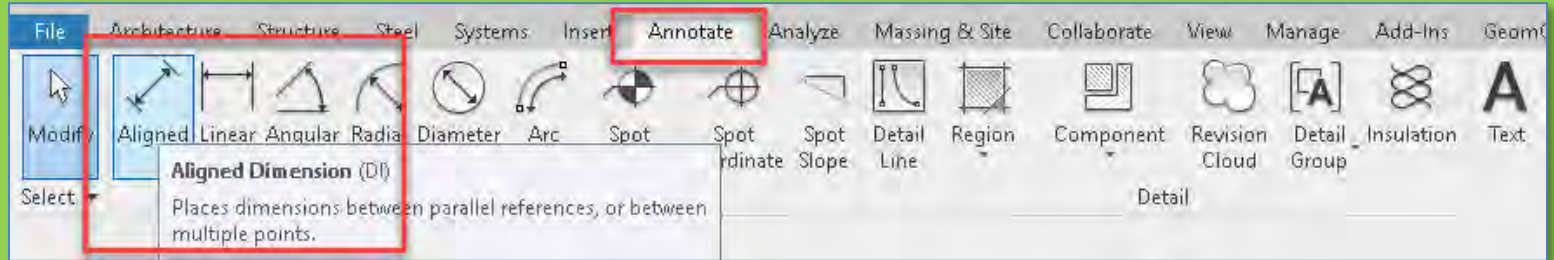 File Architecture Structure Steel Systems Insert Annotate Analyze Massing & Site Collaborate View Manage Add-Ins
Modify Aligned Linear Angular Radial Diameter Arc Spot Spot Spot Detail Region Component Revision Detail Insulation Text
Slope Line Cloud Group
Aligned Dimension (DI)
Select Detail
Places dimensions between parallel references, or between
multiple points.
A
A